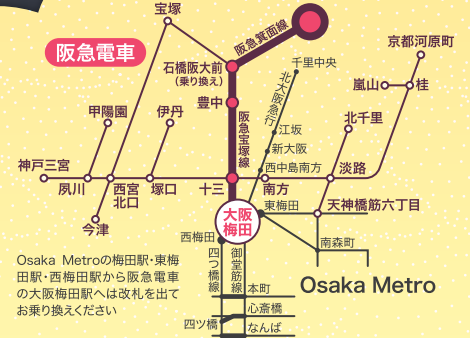 宝塚
阪急電車
阪急箕面線
石橋阪大前
（乗り換え）
豊中
千里中央
京都河原町
嵐山
桂
甲陽園
伊丹
阪急宝塚線
北大阪急行
江坂
新大阪
西中島南方
北千里
神戸三宮
夙川
西宮
北口
塚口
十三
南方
淡路
今津
大阪
梅田
東梅田
天神橋筋六丁目
西梅田
四つ橋線
御堂筋線
南森町
Osaka Metroの梅田駅・東梅
田駅・西梅田駅から阪急電車
の大阪梅田駅へは改札を出て
お乗り換えください
Osaka Metro
本町
心斎橋
四ツ橋
なんば